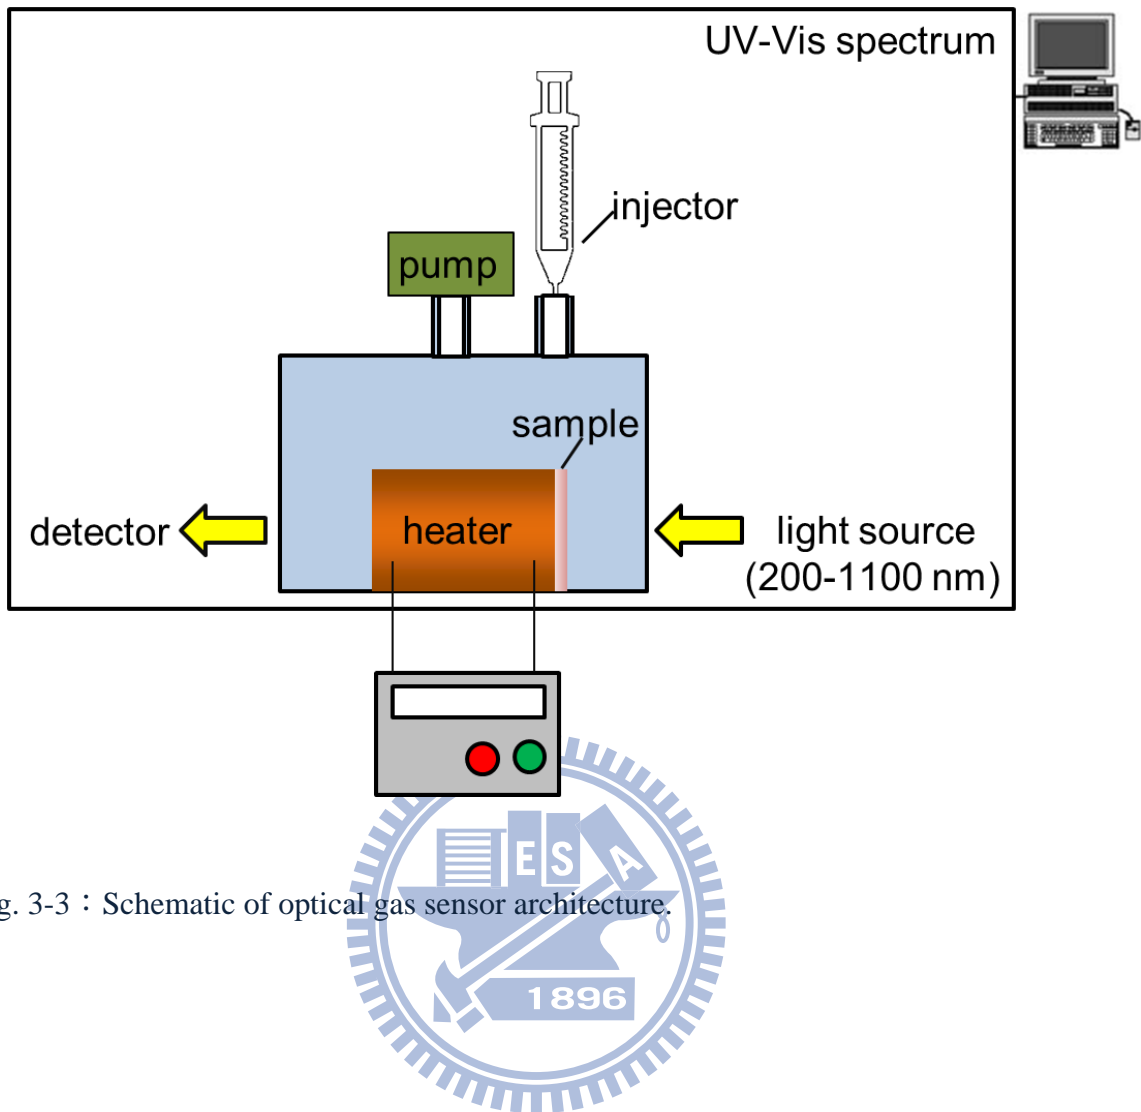 UV-Vis spectrum
injector
pump
sample
detector
heater
light source
(200-1100 nm)
E S A
g. 3-3：Schematic of optical gas sensor architecture.
1896